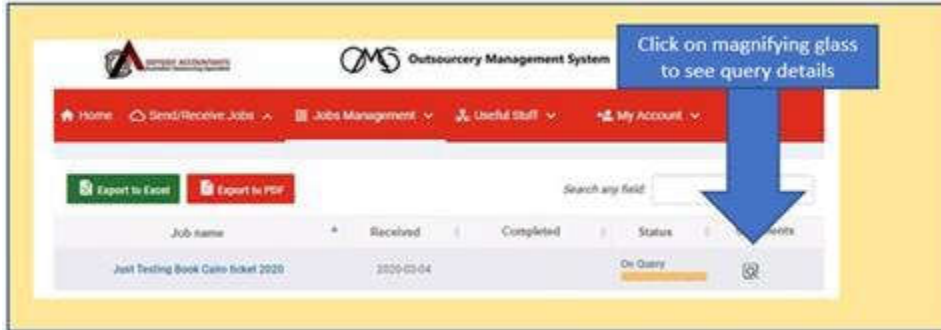 Click on magnifying glass
to see query details
ODYSSEY ACCOUNTANTS
OMS Outsourcery Management System
Home Send/Receive Jobs Jobs Management Useful Stuff My Account
Export to Excel Export to PDF Search any field:
Job name Received Completed Status
Just Testing Book Cairo ticket 2020 2020-03-04 On Query